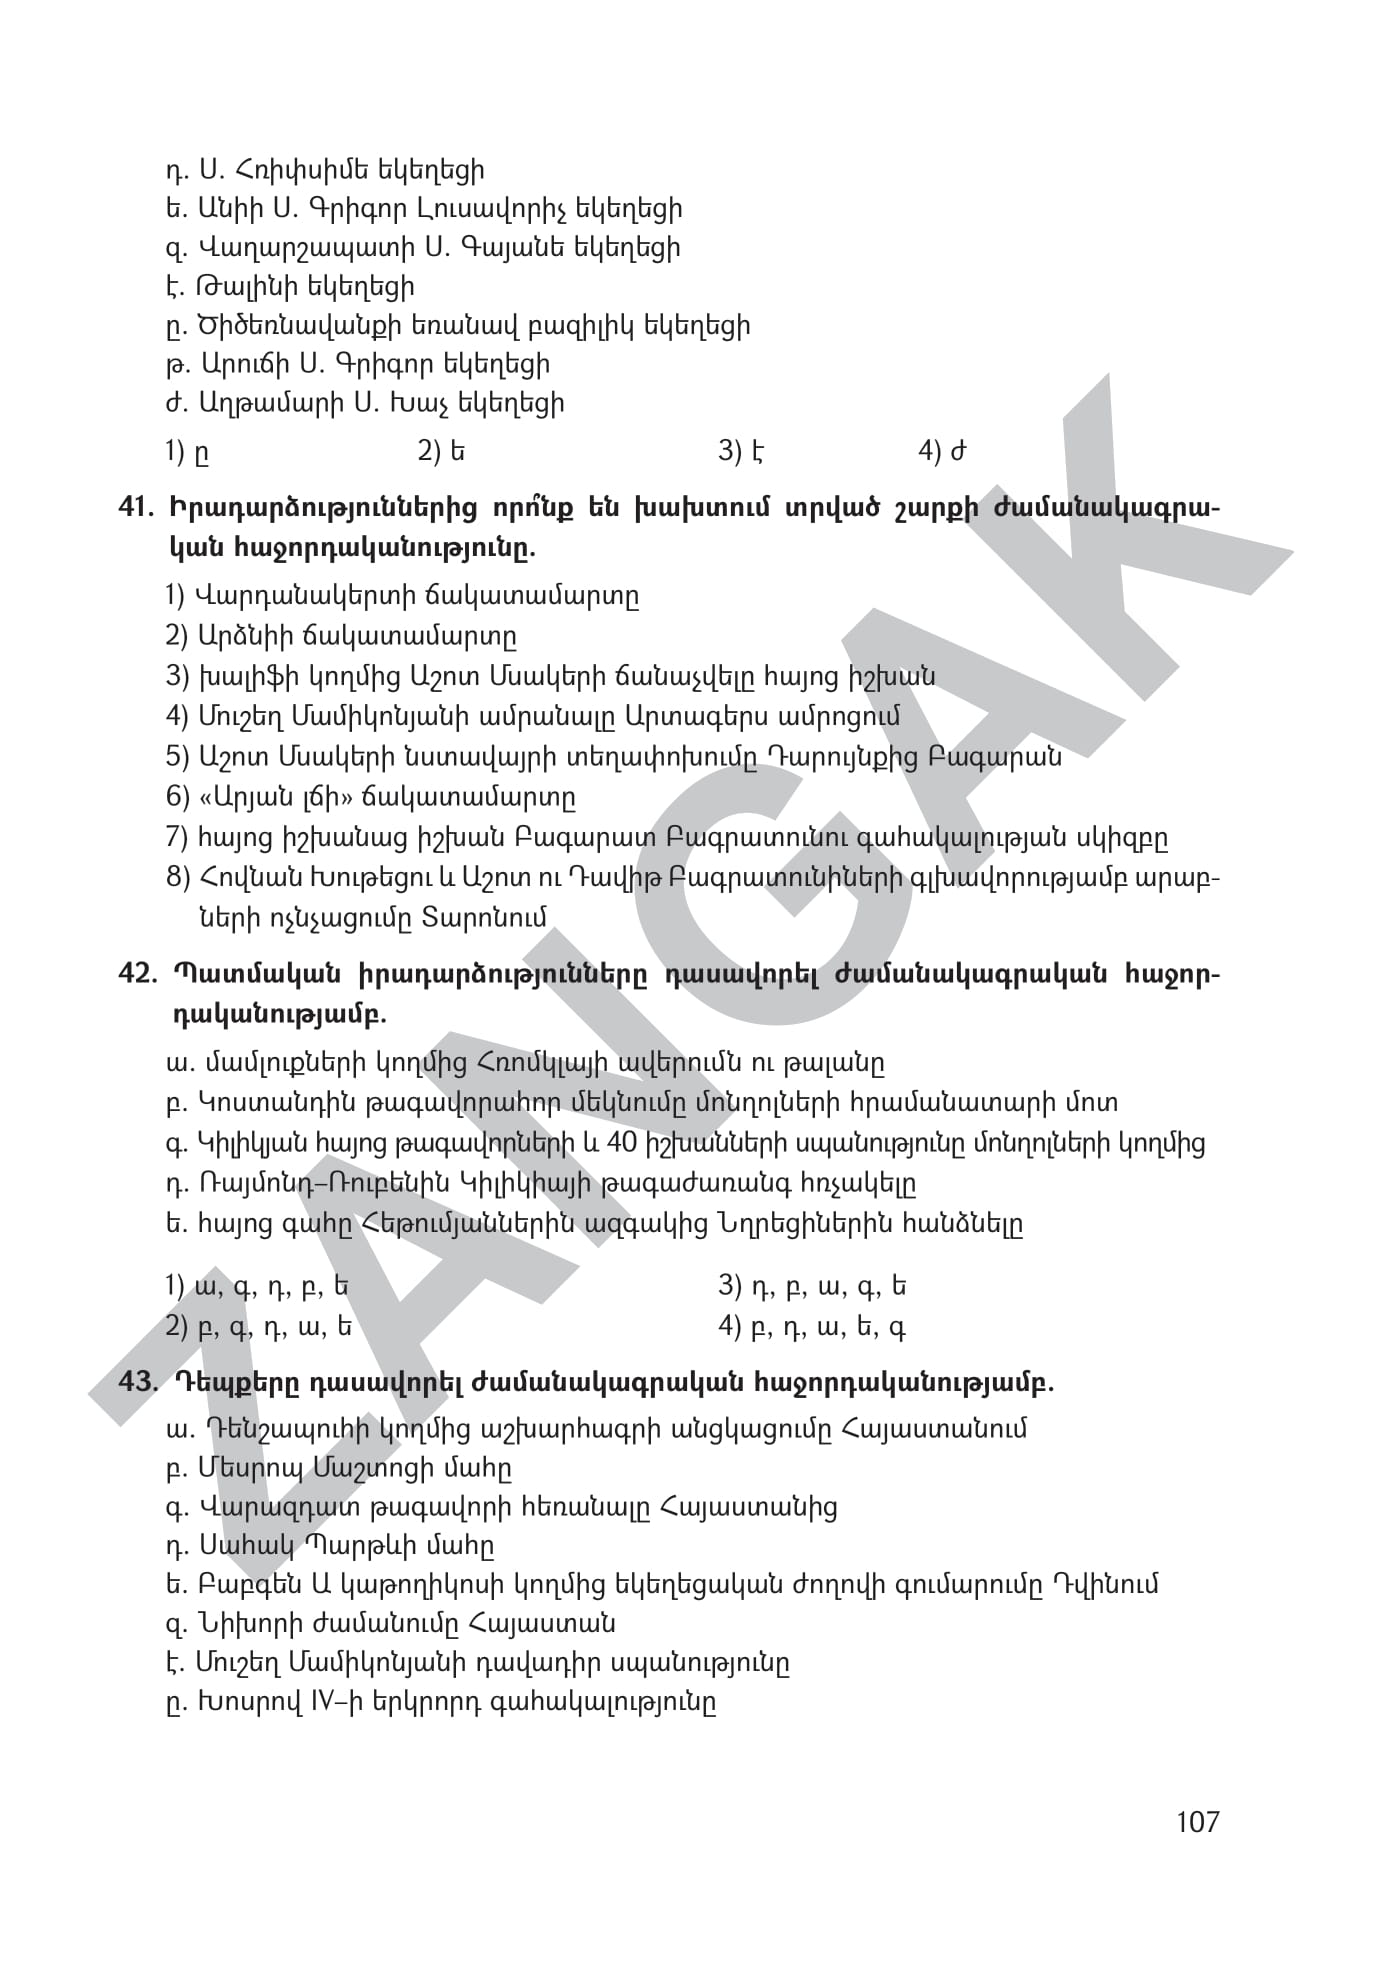 դ. Ս. Հռիփսիմե եկեղեցի
ե. Անիի Ս. Գրիգոր Լուսավորիչ եկեղեցի
զ. Վաղարշապատի Ս. Գայանե եկեղեցի
է. Թալինի եկեղեցի
ը. Ծիծեռնավանքի եռանավ բազիլիկ եկեղեցի
թ. Արուճի Ս. Գրիգոր եկեղեցի
ժ. Աղթամարի Ս. Խաչ եկեղեցի
1) ը 2) ե 3) է 4) ժ
41. Իրադարձություններից որո՞նք են խախտում տրված շարքի ժամանակագրա-
կան հաջորդականությունը.
1) Վարդանակերտի ճակատամարտը
2) Արձնիի ճակատամարտը
3) խալիֆի կողմից Աշոտ Մսակերի ճանաչվելը հայոց իշխան
4) Մուշեղ Մամիկոնյանի ամրանալը Արտագերս ամրոցում
5) Աշոտ Մսակերի նստավայրի տեղափոխումը Դարույնքից Բագարան
6) «Արյան լճի» ճակատամարտը
7) հայոց իշխանաց իշխան Բագարատ Բագրատունու գահակալության սկիզբը
8) Հովնան Խութեցու և Աշոտ ու Դավիթ Բագրատունիների գլխավորությամբ արաբ-
ների ոչնչացումը Տարոնում
42. Պատմական իրադարձությունները դասավորել ժամանակագրական հաջոր-
դականությամբ.
ա. մամլուքների կողմից Հռոմկլայի ավերումն ու թալանը
բ. Կոստանդին թագավորահոր մեկնումը մոնղոլների հրամանատարի մոտ
գ. Կիլիկյան հայոց թագավորների և 40 իշխանների սպանությունը մոնղոլների կողմից
դ. Ռայմոնդ–Ռուբենին Կիլիկիայի թագաժառանգ հռչակելը
ե. հայոց գահը Հեթումյաններին ազգակից Նղրեցիներին հանձնելը
1) ա, գ, դ, բ, ե 3) դ, բ, ա, գ, ե
2) բ, գ, դ, ա, ե 4) բ, դ, ա, ե, գ
43. Դեպքերը դասավորել ժամանակագրական հաջորդականությամբ.
ա. Դենշապուհի կողմից աշխարհագրի անցկացումը Հայաստանում
բ. Մեսրոպ Մաշտոցի մահը
գ. Վարազդատ թագավորի հեռանալը Հայաստանից
դ. Սահակ Պարթևի մահը
ե. Բաբգեն Ա կաթողիկոսի կողմից եկեղեցական ժողովի գումարումը Դվինում
զ. Նիխորի ժամանումը Հայաստան
է. Մուշեղ Մամիկոնյանի դավադիր սպանությունը
ը. Խոսրով IV–ի երկրորդ գահակալությունը
107
ZANGAK